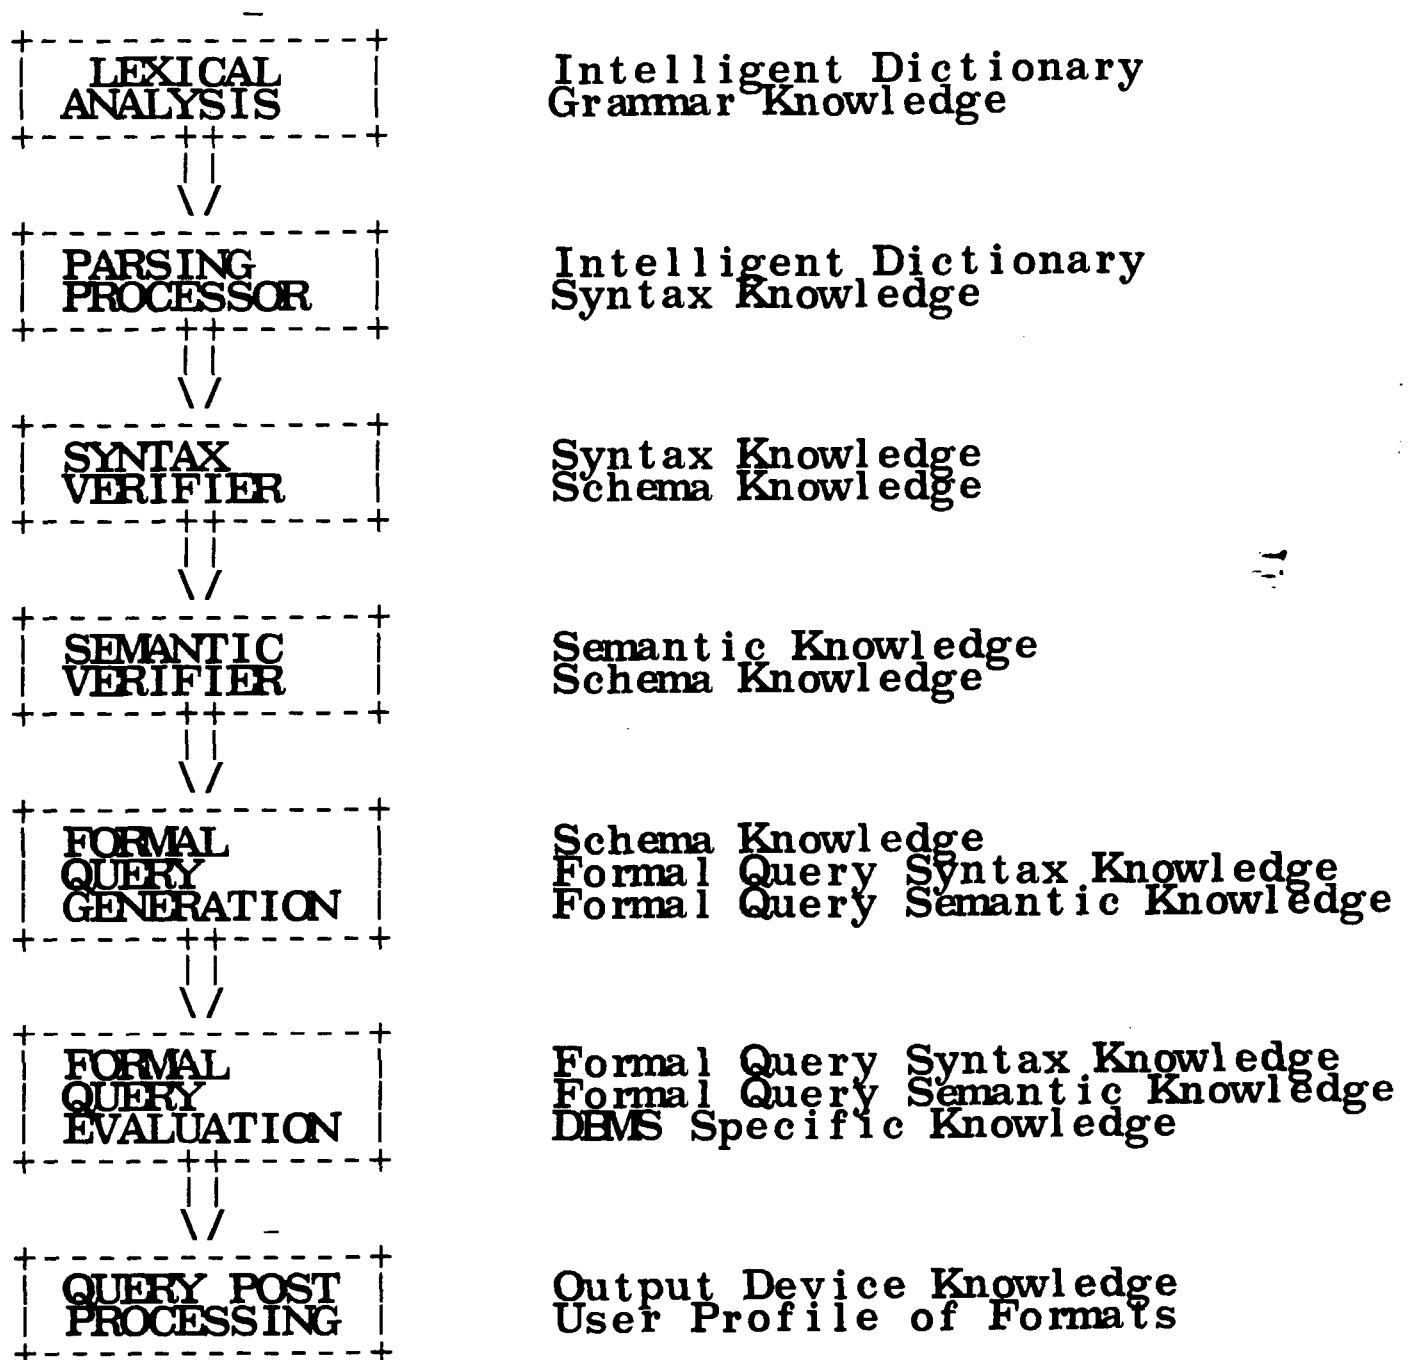 LEXICAL
ANALYSIS
Intelligent Dictionary
Grammar Knowledge
PARSING
PROCESSOR
Intelligent Dictionary
Syntax Knowledge
SYNTAX
VERIFIER
Syntax Knowledge
Schema Knowledge
SEMANTIC
VERIFIER
Semantic Knowledge
Schema Knowledge
FORMAL
QUERY
GENERATION
Schema Knowledge
Formal Query Syntax Knowledge
Formal Query Semantic Knowledge
FORMAL
QUERY
EVALUATION
Formal Query Syntax Knowledge
Formal Query Semantic Knowledge
DBMS Specific Knowledge
QUERY POST
PROCESSING
Output Device Knowledge
User Profile of Formats